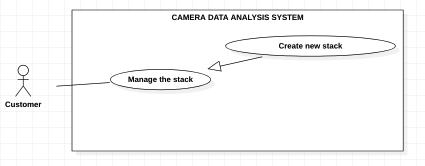 CAMERA DATA ANALYSIS SYSTEM
Create new stack
Manage the stack
Customer